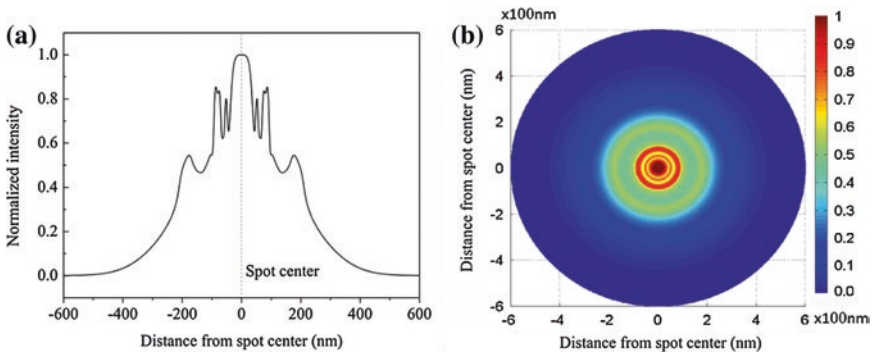 (a)
Normalized intensity
1.0
0.8
0.6
0.4
0.2
0.0
Spot center
-600 -400 -200 0 200 400 600
Distance from spot center (nm)
(b)
x100nm
Distance from spot center (nm)
6
4
2
0
-2
-4
-6
-6 -4 -2 0 2 4 6 x100nm
Distance from spot center (nm)
1
0.9
0.8
0.7
0.6
0.5
0.4
0.3
0.2
0.1
0.0